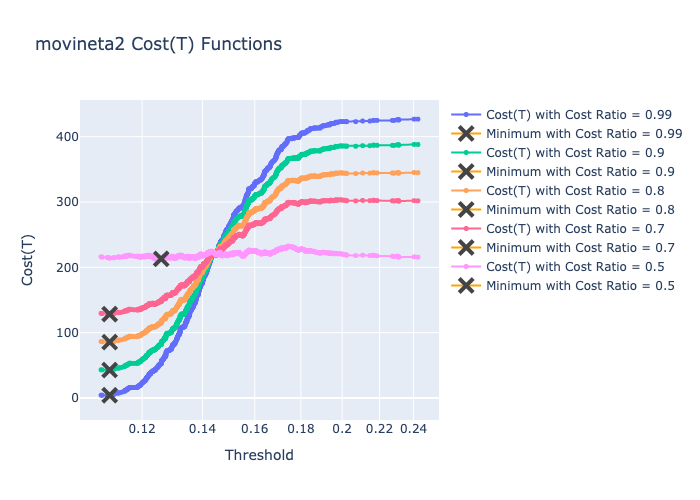 movineta2 Cost(T) Functions
Cost(T)
400
300
200
100
0
0.12
0.14
0.16
0.18
0.2
0.22
0.24
Threshold
Cost(T) with Cost Ratio = 0.99
Minimum with Cost Ratio = 0.99
Cost(T) with Cost Ratio = 0.9
Minimum with Cost Ratio = 0.9
Cost(T) with Cost Ratio = 0.8
Minimum with Cost Ratio = 0.8
Cost(T) with Cost Ratio = 0.7
Minimum with Cost Ratio = 0.7
Cost(T) with Cost Ratio = 0.5
Minimum with Cost Ratio = 0.5